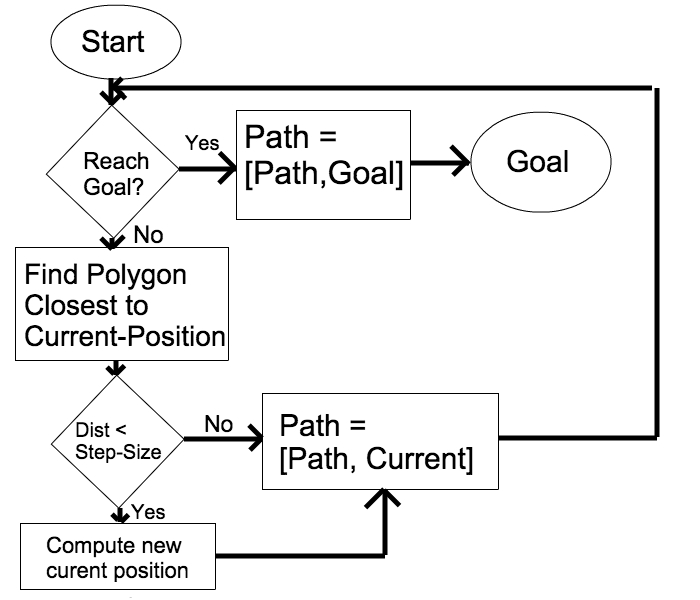 Start
Reach
Goal?
Yes
Path =
[Path,Goal]
Goal
No
Find Polygon
Closest to
Current-Position
Dist <
Step-Size
No
Path =
[Path, Current]
Yes
Compute new
curent position